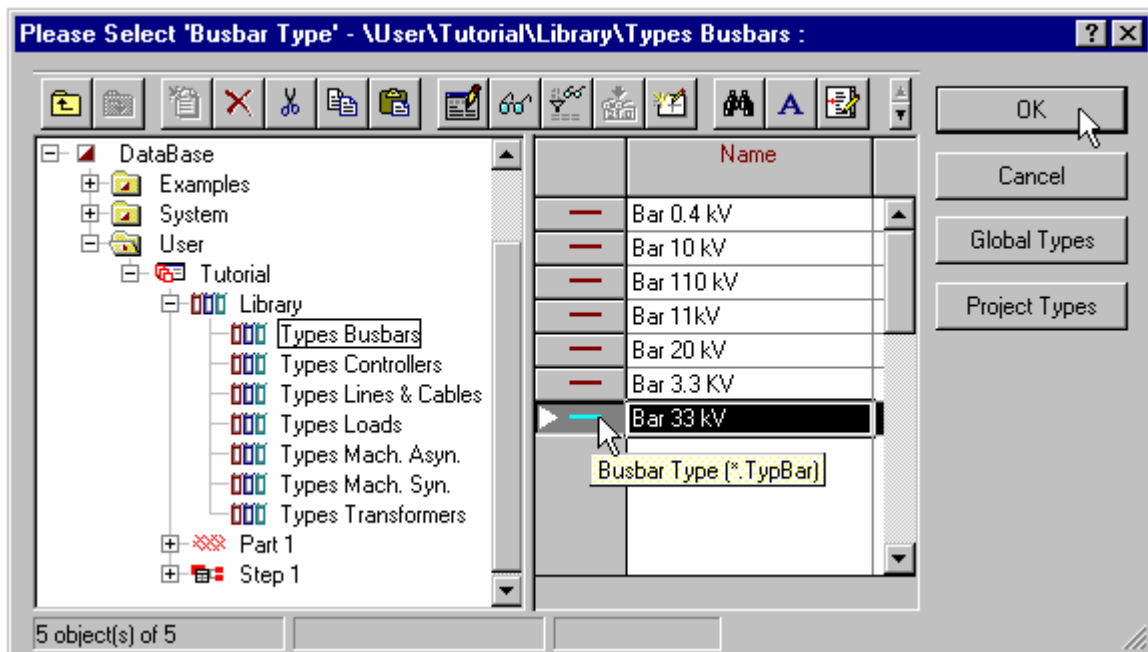 Please Select 'Busbar Type' - \User\Tutorial\Library\Types Busbars :
A
OK
Cancel
Global Types
Project Types
DataBase
Examples
System
User
Tutorial
Library
Types Busbars
Types Controllers
Types Lines & Cables
Types Loads
Types Mach. Asyn.
Types Mach. Syn.
Types Transformers
Part 1
Step 1
Name
Bar 0.4 kV
Bar 10 kV
Bar 110 kV
Bar 11kV
Bar 20 kV
Bar 3.3 KV
Bar 33 kV
Busbar Type (*.TypBar)
5 object(s) of 5